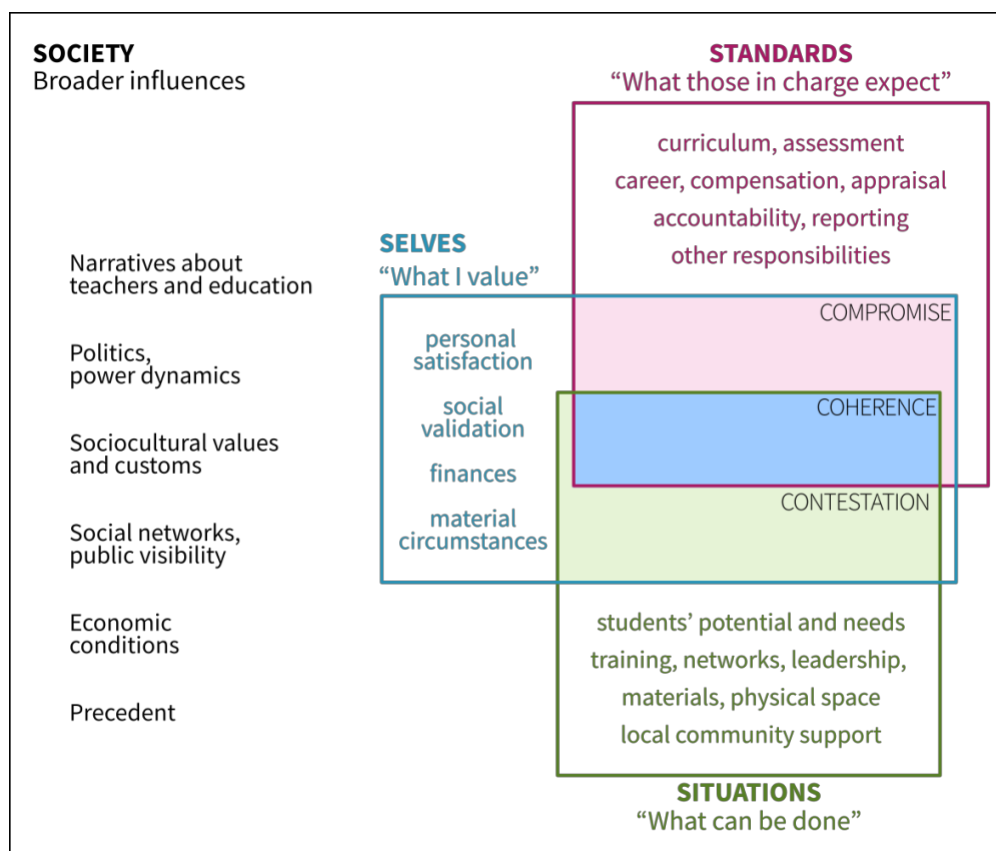 SOCIETY
Broader influences
STANDARDS
“What those in charge expect”
curriculum, assessment
career, compensation, appraisal
accountability, reporting
other responsibilities
SELVES
“What I value”
Narratives about
teachers and education
Politics,
power dynamics
Sociocultural values
and customs
Social networks,
public visibility
Economic
conditions
Precedent
personal
satisfaction
social
validation
finances
material
circumstances
COMPROMISE
COHERENCE
CONTESTATION
students’ potential and needs
training, networks, leadership,
materials, physical space
local community support
SITUATIONS
“What can be done”